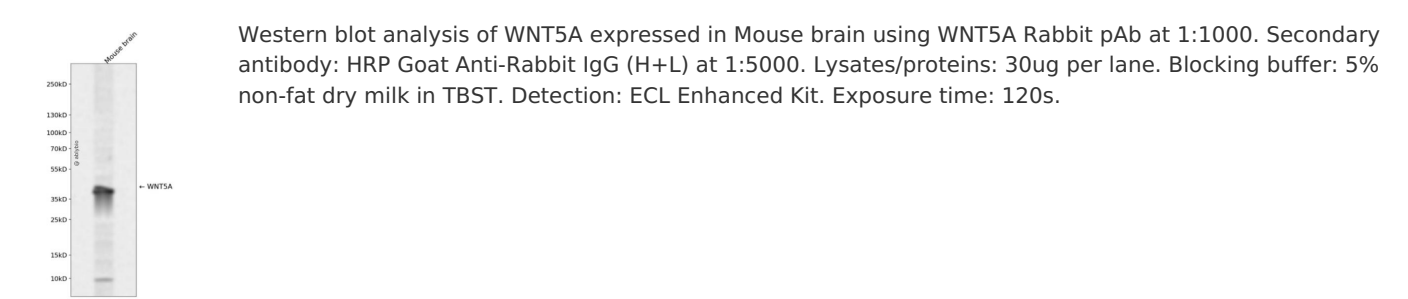 Mouse brain
250kD
130kD
100kD
70kD
55kD
35kD
25kD
15kD
10kD
@ ablybio
← WNT5A
Western blot analysis of WNT5A expressed in Mouse brain using WNT5A Rabbit pAb at 1:1000. Secondary
antibody: HRP Goat Anti-Rabbit IgG (H+L) at 1:5000. Lysates/proteins: 30ug per lane. Blocking buffer: 5%
non-fat dry milk in TBST. Detection: ECL Enhanced Kit. Exposure time: 120s.